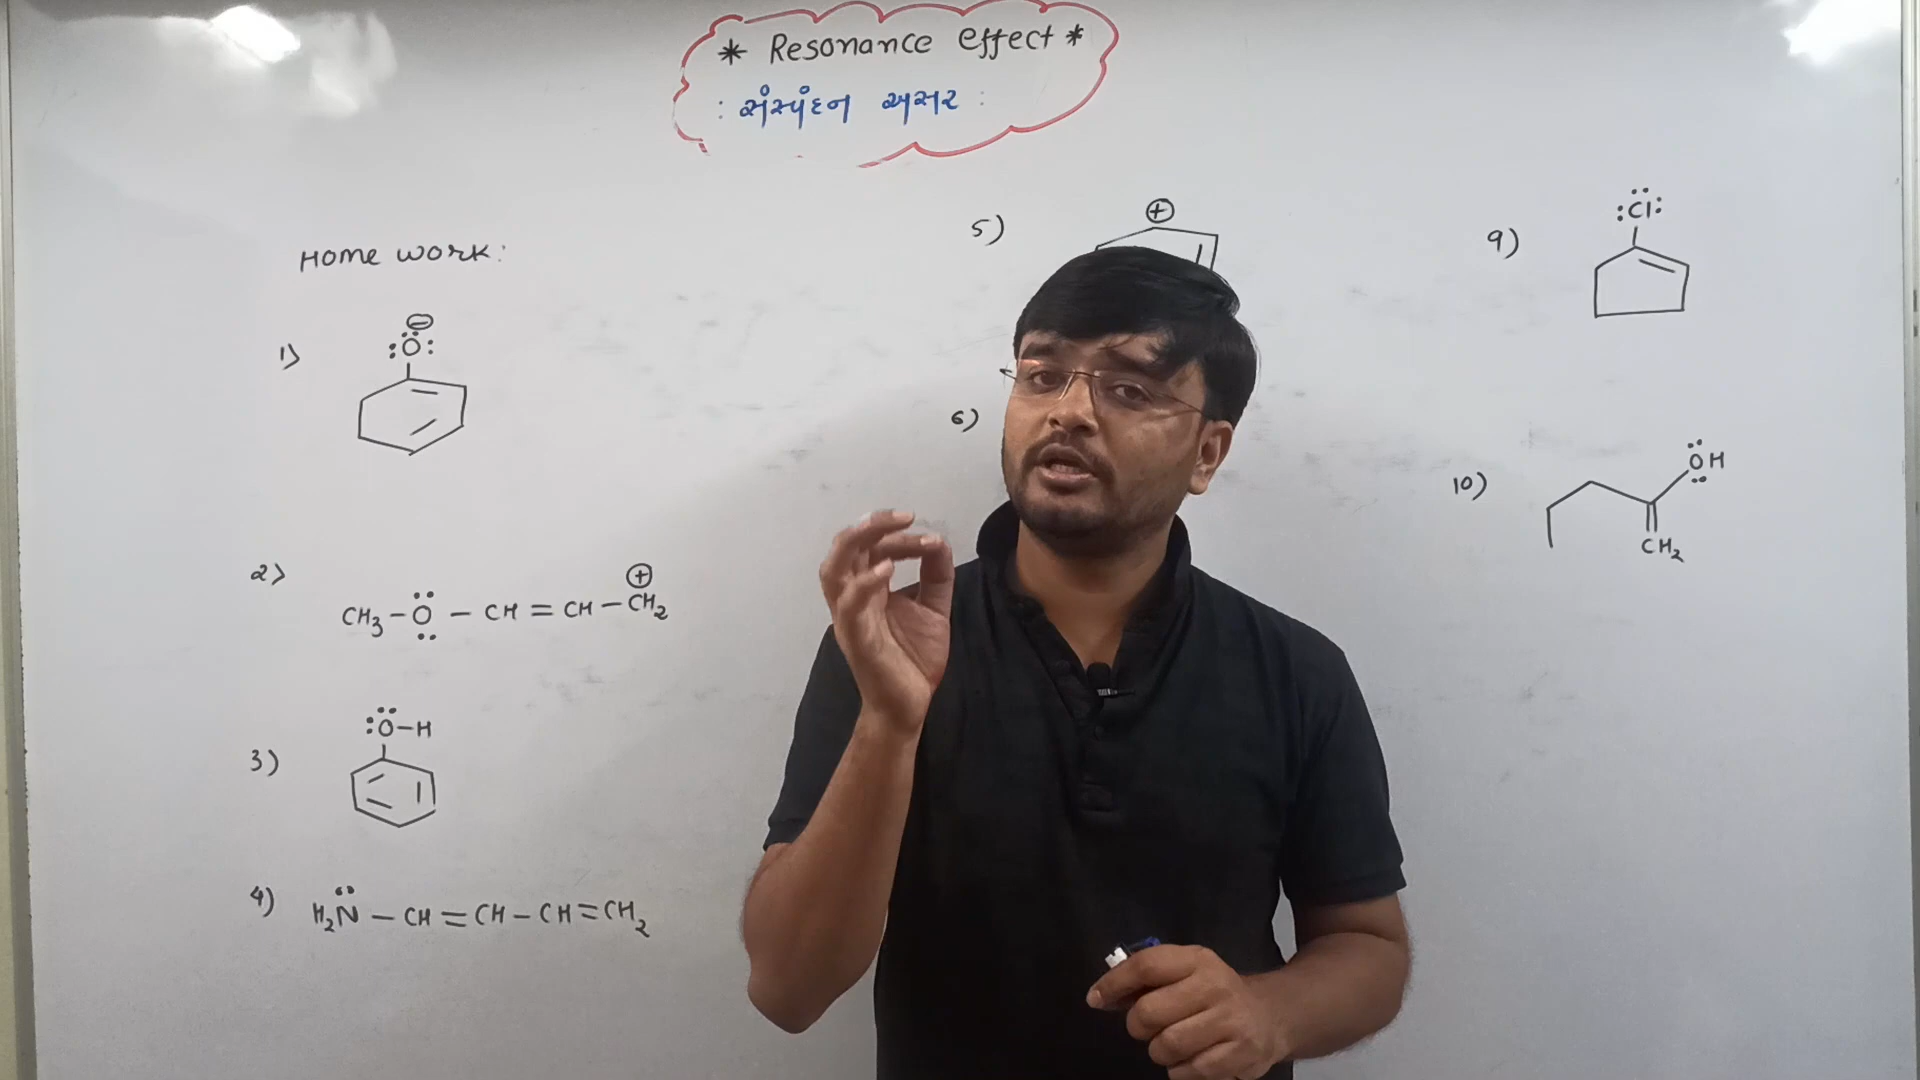 * Resonance effect *
: સંસ્પંદન અસર :
Home work:
1)
⊖
:Ö:
2)
⊕
CH3 - Ö - CH = CH - CH2
3)
:Ö-H
4) H2N̈ - CH = CH - CH = CH2
5)
⊕
6)
9)
:C̈l:
10)
ÖH
CH2